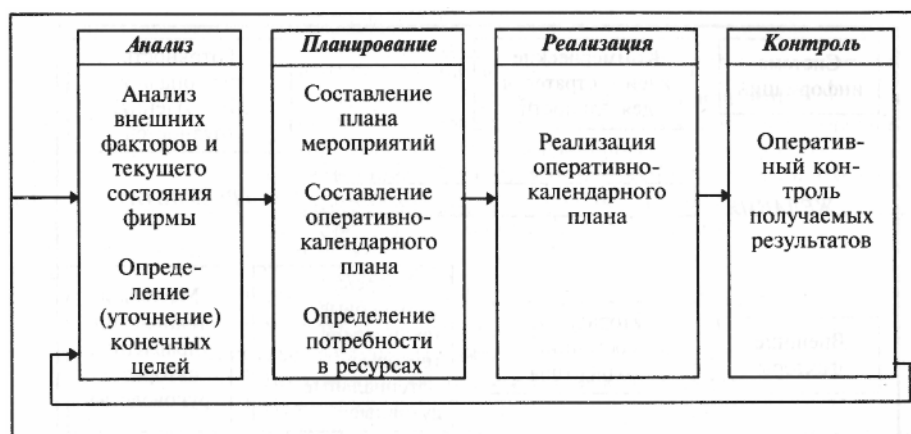 Анализ
Анализ
внешних
факторов и
текущего
состояния
фирмы
Опреде-
ление
(уточнение)
конечных
целей
Планирование
Составление
плана
мероприятий
Составление
оперативно-
календарного
плана
Определение
потребности
в ресурсах
Реализация
Реализация
оперативно-
календарного
плана
Контроль
Оператив-
ный кон-
троль
получаемых
результатов